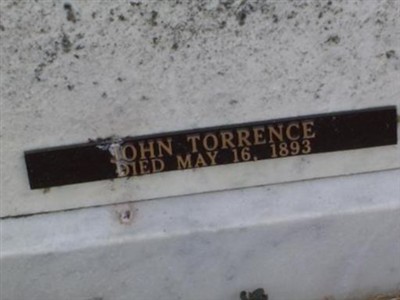 JOHN TORRENCE
DIED MAY 16, 1893